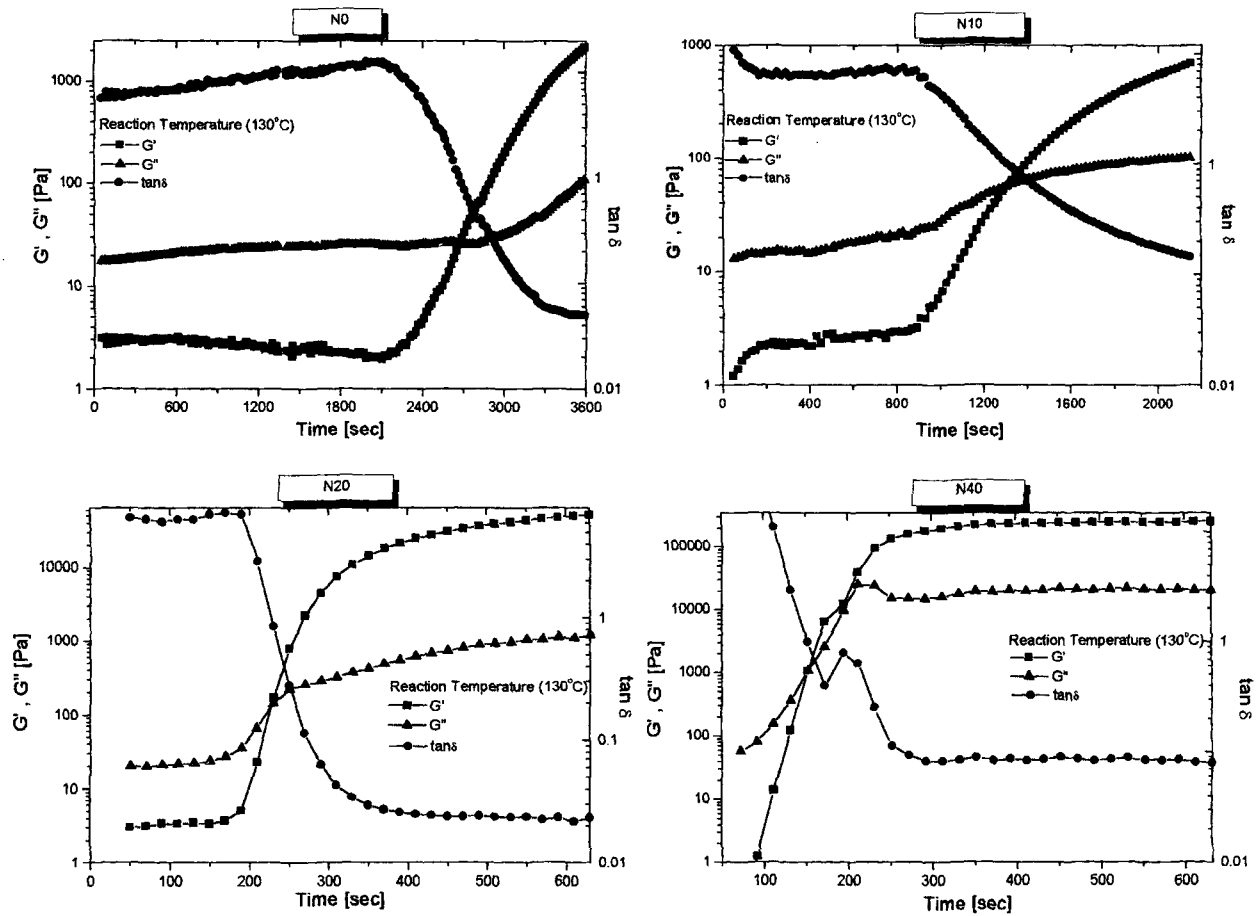 N0
1000
100
10
1
G' , G" [Pa]
Reaction Temperature (130°C)
G'
G"
tanδ
1
0.01
tan δ
0 600 1200 1800 2400 3000 3600
Time [sec]
N10
1000
100
10
1
G' , G" [Pa]
Reaction Temperature (130°C)
G'
G"
tanδ
1
0.01
tan δ
0 400 800 1200 1600 2000
Time [sec]
N20
10000
1000
100
10
1
G' , G" [Pa]
Reaction Temperature (130°C)
G'
G"
tanδ
1
0.1
0.01
tan δ
0 100 200 300 400 500 600
Time [sec]
N40
100000
10000
1000
100
10
1
G' , G" [Pa]
Reaction Temperature (130°C)
G'
G"
tanδ
1
0.01
tan δ
100 200 300 400 500 600
Time [sec]